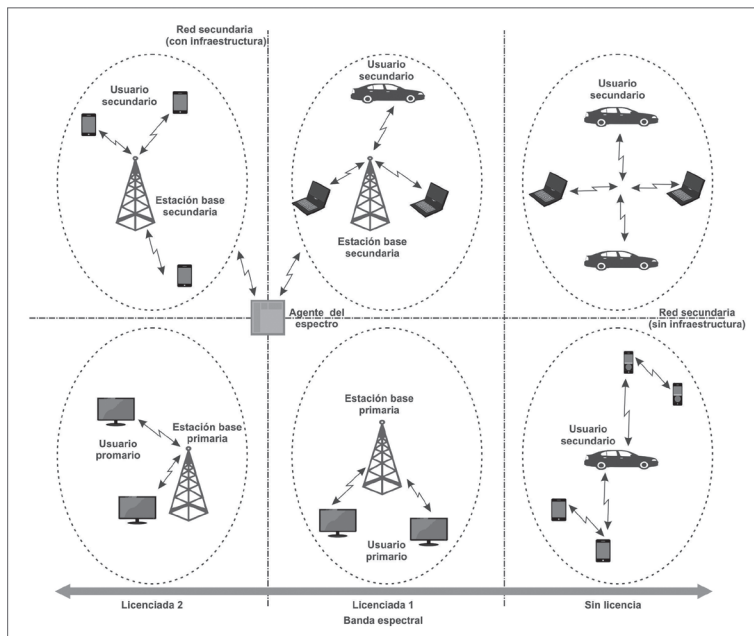 Red secundaria
(con infraestructura)
Usuario
secundario
Estación base
secundaria
Usuario
secundario
Estación base
secundaria
Usuario
secundario
Agente del
espectro
Red secundaria
(sin infraestructura)
Usuario
promario
Estación base
primaria
Estación base
primaria
Usuario
primario
Usuario
secundario
Licenciada 2
Licenciada 1
Sin licencia
Banda espectral